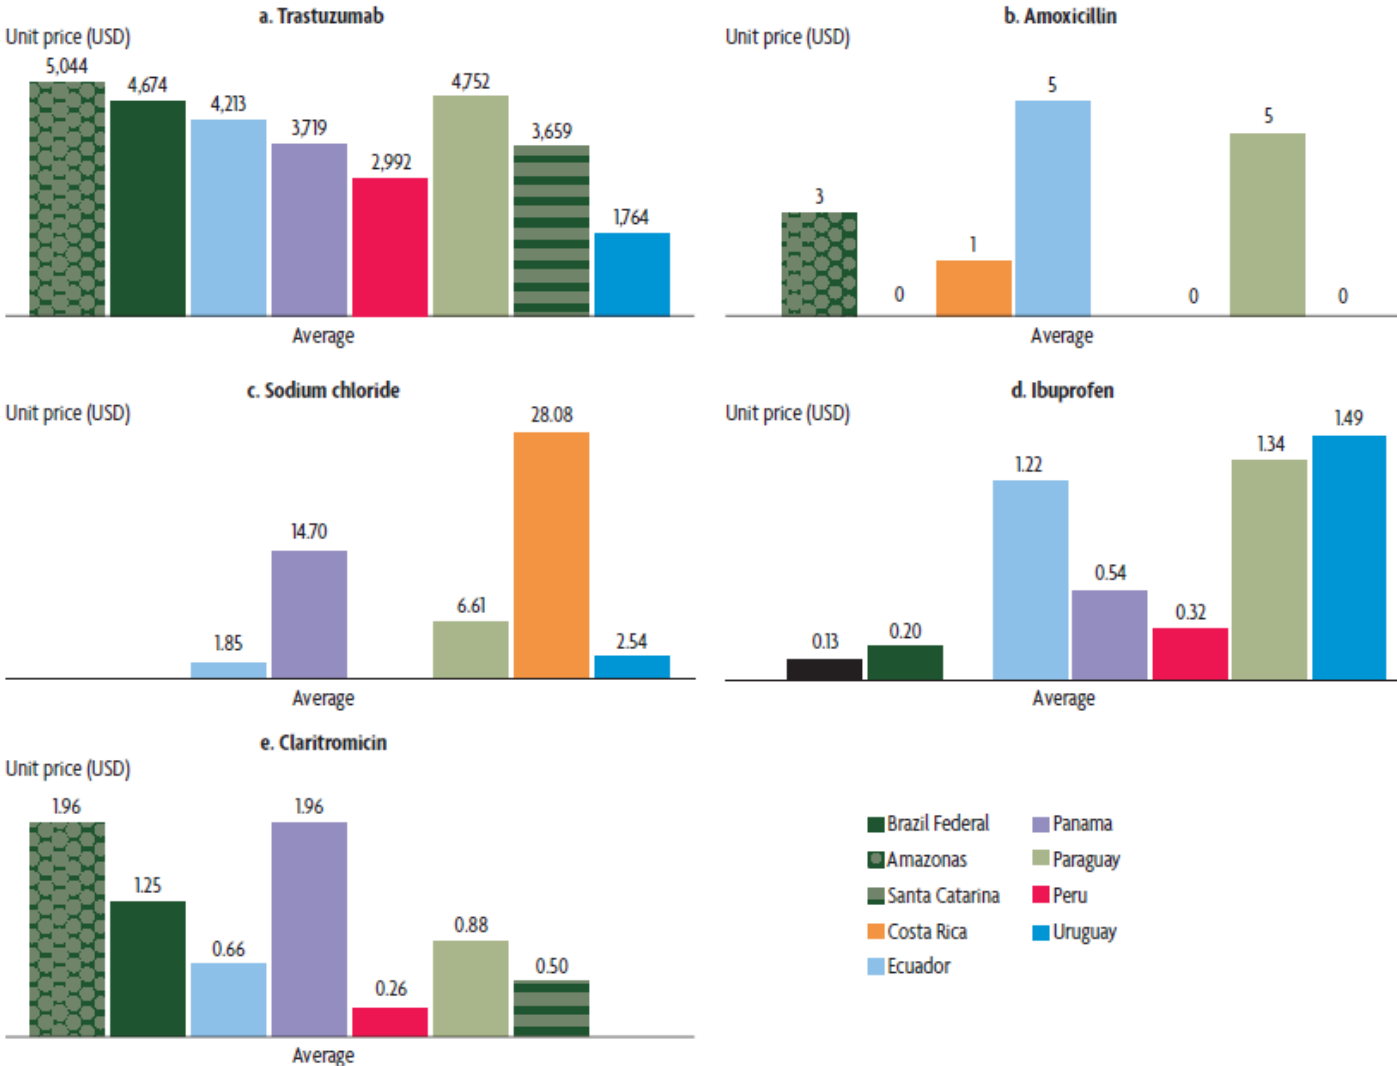 a. Trastuzumab
Unit price (USD)
5,044
4,674
4,213
3,719
2,992
4,752
3,659
1,764
Average
b. Amoxicillin
Unit price (USD)
3
0
1
5
0
5
0
Average
c. Sodium chloride
Unit price (USD)
1.85
14.70
6.61
28.08
2.54
Average
d. Ibuprofen
Unit price (USD)
0.13
0.20
1.22
0.54
0.32
1.34
1.49
Average
e. Claritromicin
Unit price (USD)
1.96
1.25
0.66
1.96
0.26
0.88
0.50
Average
Brazil Federal
Amazonas
Santa Catarina
Costa Rica
Ecuador
Panama
Paraguay
Peru
Uruguay